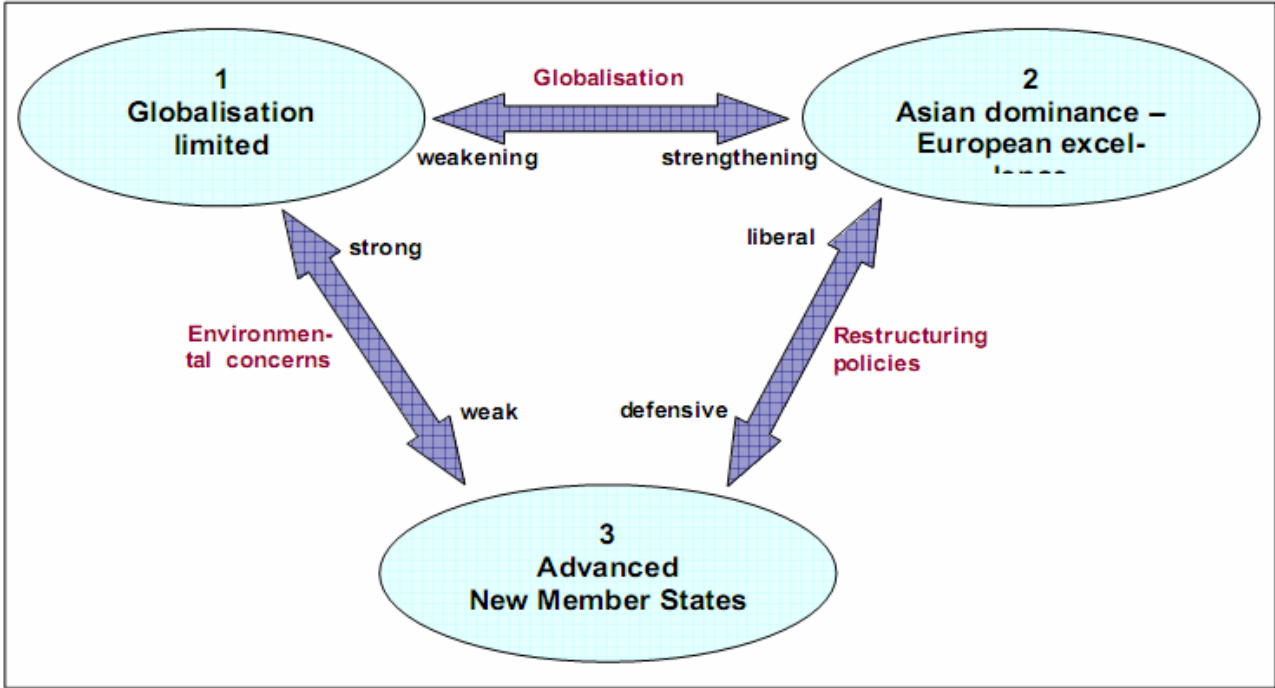 1
Globalisation
limited
Globalisation
weakening
strengthening
2
Asian dominance –
European excel-
strong
liberal
Environmen-
tal concerns
Restructuring
policies
weak
defensive
3
Advanced
New Member States